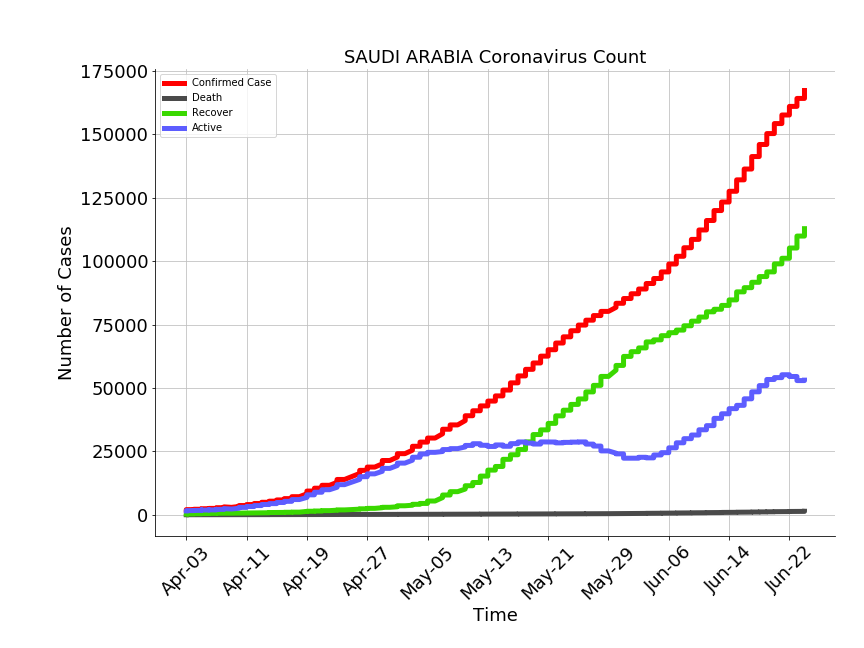 SAUDI ARABIA Coronavirus Count
175000
150000
125000
100000
75000
50000
25000
0
Number of Cases
Confirmed Case
Death
Recover
Active
Apr-03
Apr-11
Apr-19
Apr-27
May-05
May-13
May-21
May-29
Jun-06
Jun-14
Jun-22
Time